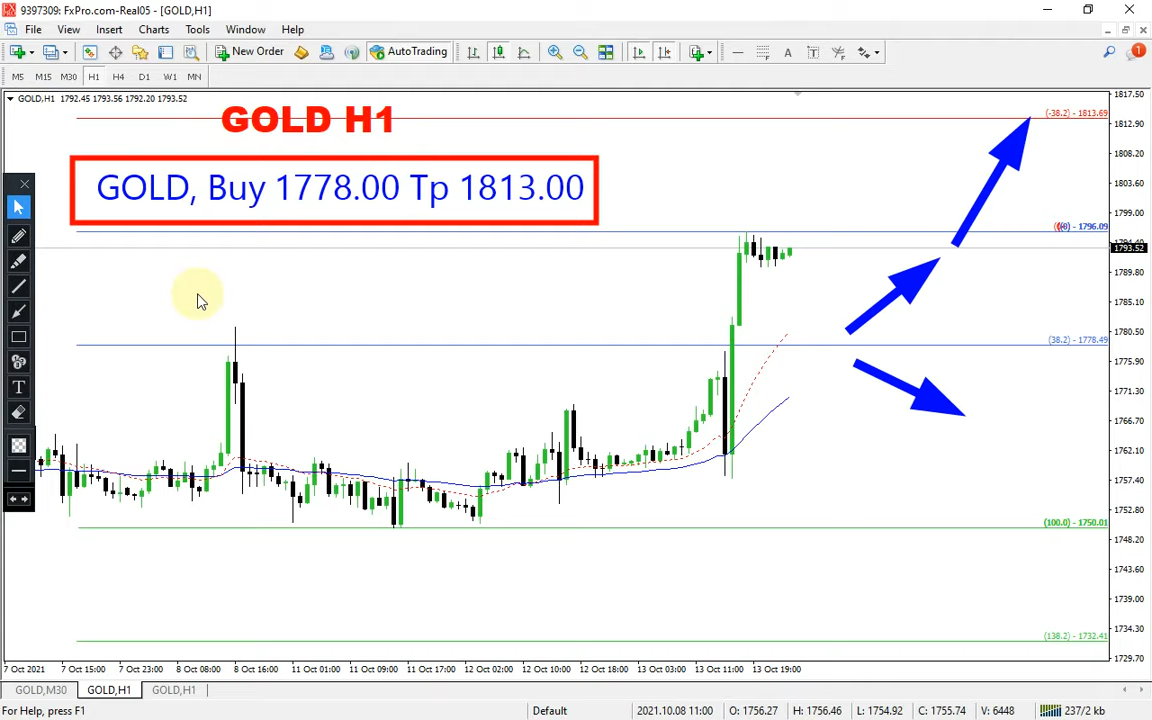 9397309: FxPro.com-Real05 - [GOLD,H1]
File View Insert Charts Tools Window Help
New Order AutoTrading A T 1
M5 M15 M30 H1 H4 D1 W1 MN
GOLD,H1 1792.45 1793.56 1792.20 1793.52
GOLD H1
GOLD, Buy 1778.00 Tp 1813.00
(-38.2) - 1813.69
1796.09
(38.2) - 1778.49
(100.0) - 1750.01
(138.2) - 1732.41
1817.50
1812.90
1808.20
1803.60
1799.00
1793.52
1789.80
1785.10
1780.50
1775.90
1771.30
1766.70
1762.10
1757.40
1752.80
1748.20
1743.60
1739.00
1734.30
1729.70
T
7 Oct 2021 7 Oct 15:00 7 Oct 23:00 8 Oct 08:00 8 Oct 16:00 11 Oct 01:00 11 Oct 09:00 11 Oct 17:00 12 Oct 02:00 12 Oct 10:00 12 Oct 18:00 13 Oct 03:00 13 Oct 11:00 13 Oct 19:00
GOLD,M30 GOLD,H1 GOLD,H1
For Help, press F1 Default 2021.10.08 11:00 O: 1756.27 H: 1756.46 L: 1754.92 C: 1755.74 V: 6448 237/2 kb